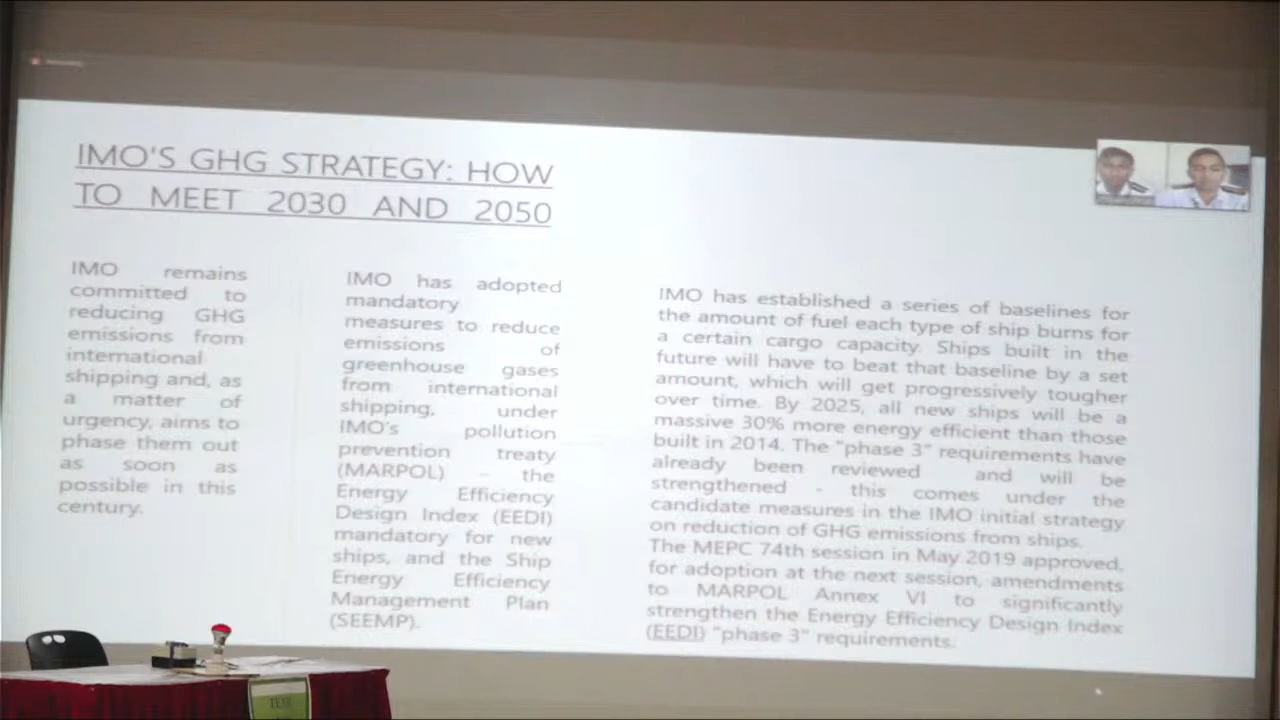 IMO'S GHG STRATEGY: HOW
TO MEET 2030 AND 2050
IMO remains
committed to
reducing GHG
emissions from
international
shipping and, as
a matter of
urgency, aims to
phase them out
as soon as
possible in this
century.
IMO has adopted
mandatory
measures to reduce
emissions of
greenhouse gases
from international
shipping, under
IMO's pollution
prevention treaty
(MARPOL) - the
Energy Efficiency
Design Index (EEDI)
mandatory for new
ships, and the Ship
Energy Efficiency
Management Plan
(SEEMP).
IMO has established a series of baselines for
the amount of fuel each type of ship burns for
a certain cargo capacity. Ships built in the
future will have to beat that baseline by a set
amount, which will get progressively tougher
over time. By 2025, all new ships will be a
massive 30% more energy efficient than those
built in 2014. The "phase 3" requirements have
already been reviewed and will be
strengthened - this comes under the
candidate measures in the IMO initial strategy
on reduction of GHG emissions from ships.
The MEPC 74th session in May 2019 approved,
for adoption at the next session, amendments
to MARPOL Annex VI to significantly
strengthen the Energy Efficiency Design Index
(EEDI) "phase 3" requirements.